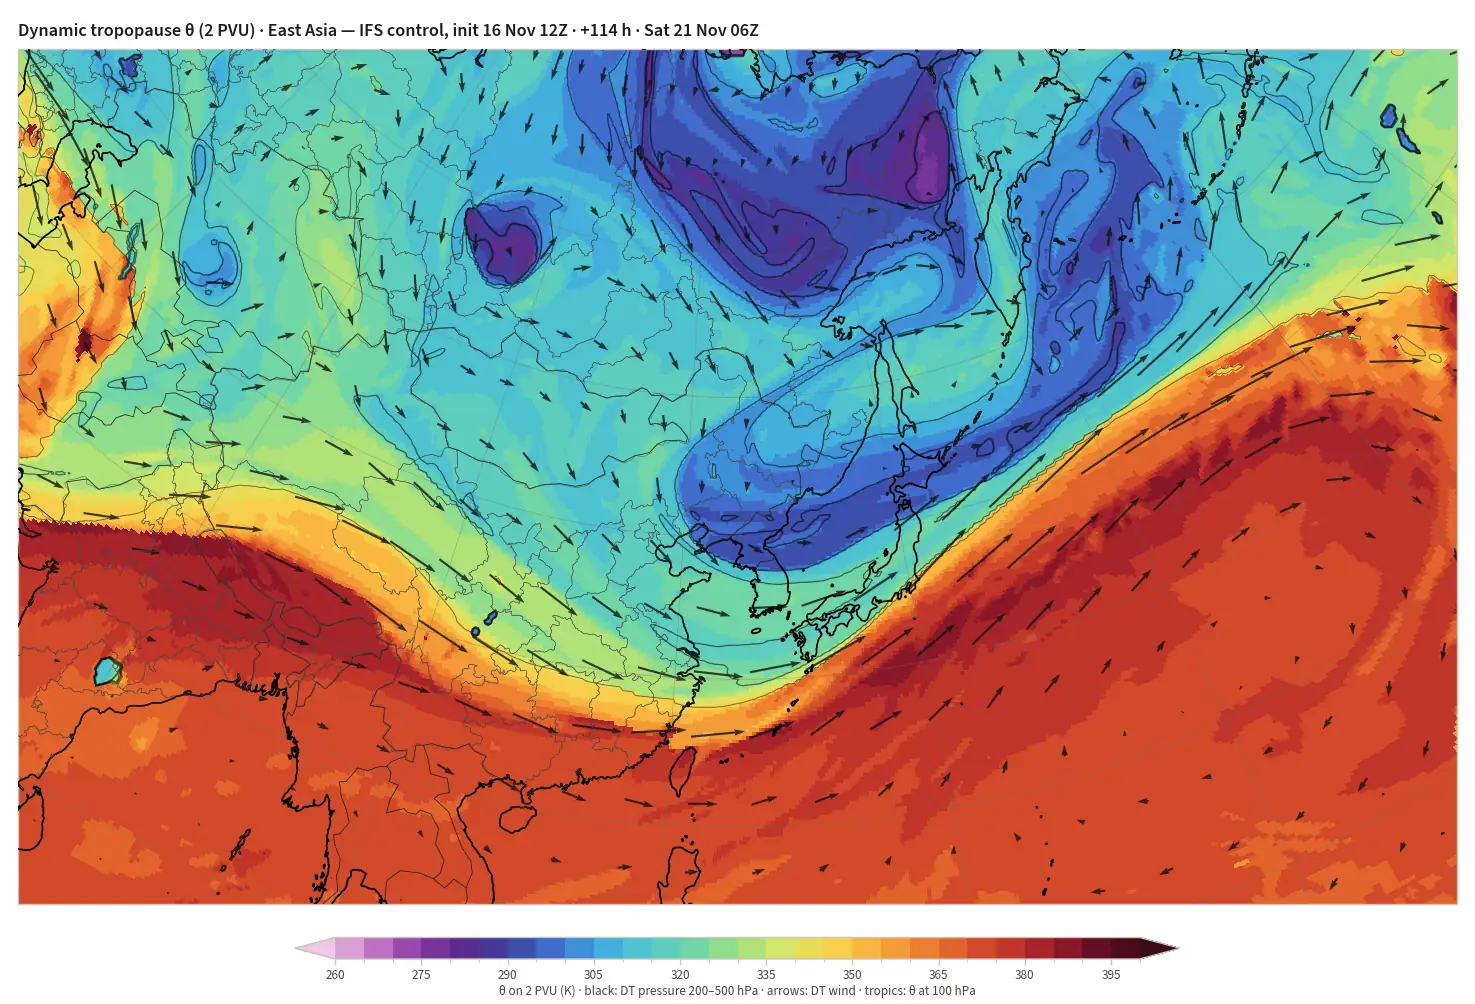 Dynamic tropopause θ (2 PVU) · East Asia — IFS control, init 16 Nov 12Z · +114 h · Sat 21 Nov 06Z
260 275 290 305 320 335 350 365 380 395
θ on 2 PVU (K) · black: DT pressure 200–500 hPa · arrows: DT wind · tropics: θ at 100 hPa